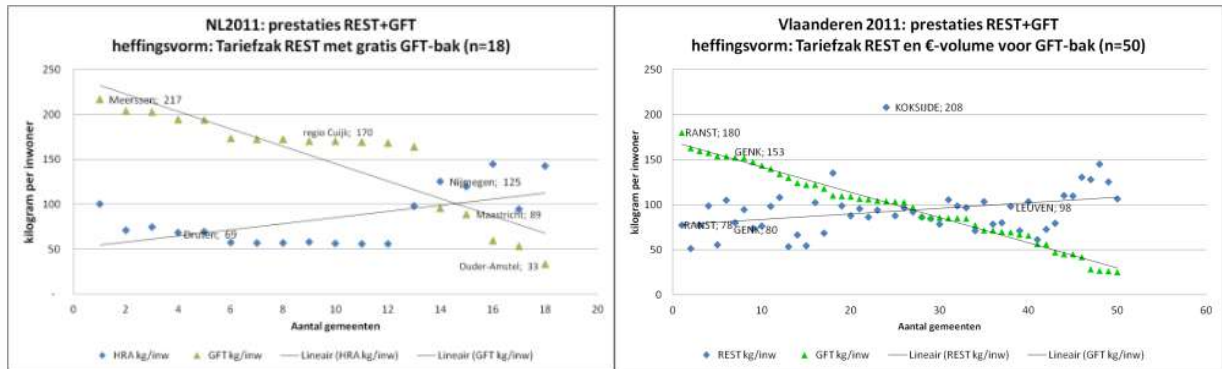 NL2011: prestaties REST+GFT
heffingsvorm: Tariefzak REST met gratis GFT-bak (n=18)
kilogram per inwoner
250
200
150
100
50
-
Meerssen; 217
regio Cuijk; 170
Nijmegen; 125
Maastricht; 89
Druten; 69
Ouder-Amstel; 33
0
2
4
6
8
10
12
14
16
18
20
Aantal gemeenten
HRA kg/inw
GFT kg/inw
Lineair (HRA kg/inw)
Lineair (GFT kg/inw)
Vlaanderen 2011: prestaties REST+GFT
heffingsvorm: Tariefzak REST en €-volume voor GFT-bak (n=50)
kilogram per inwoner
250
200
150
100
50
0
KOKSIJDE; 208
RANST; 180
GENK; 153
LEUVEN; 98
RANST; 78
GENK; 80
0
10
20
30
40
50
60
Aantal gemeenten
REST kg/inw
GFT kg/inw
Lineair (REST kg/inw)
Lineair (GFT kg/inw)